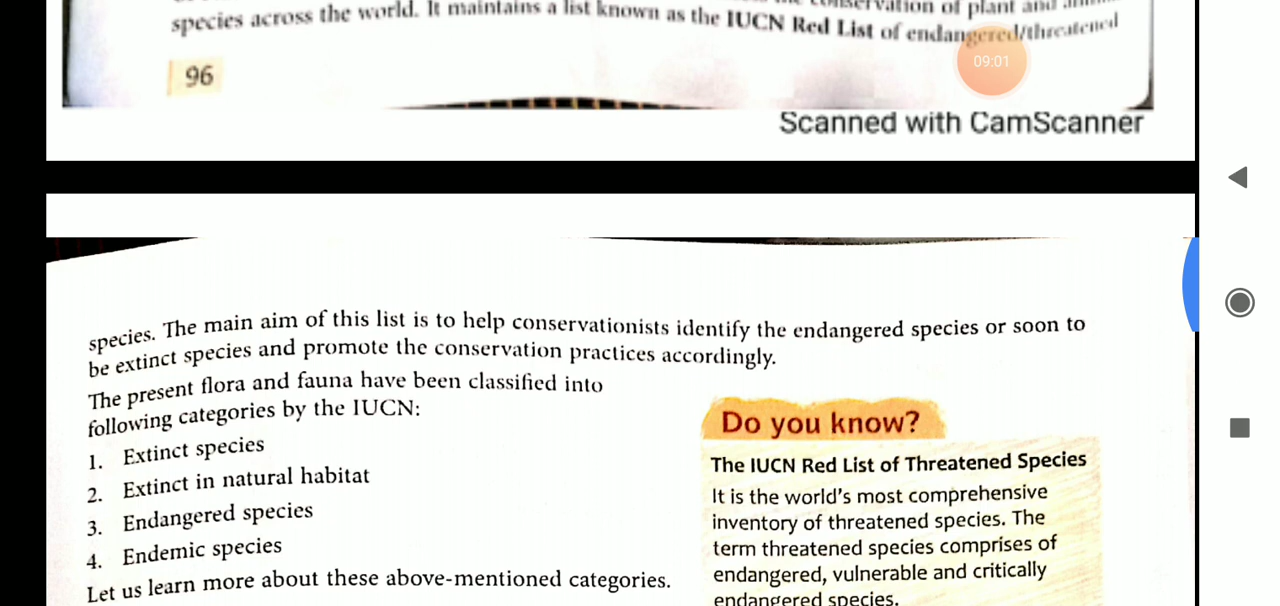 conservation of plant and
species across the world. It maintains a list known as the IUCN Red List of endangered/threatened
09:01
96
Scanned with CamScanner
species. The main aim of this list is to help conservationists identify the endangered species or soon to
be extinct species and promote the conservation practices accordingly.
The present flora and fauna have been classified into
following categories by the IUCN:
1. Extinct species
2. Extinct in natural habitat
3. Endangered species
4. Endemic species
Let us learn more about these above-mentioned categories.
Do you know?
The IUCN Red List of Threatened Species
It is the world's most comprehensive
inventory of threatened species. The
term threatened species comprises of
endangered, vulnerable and critically
endangered species.